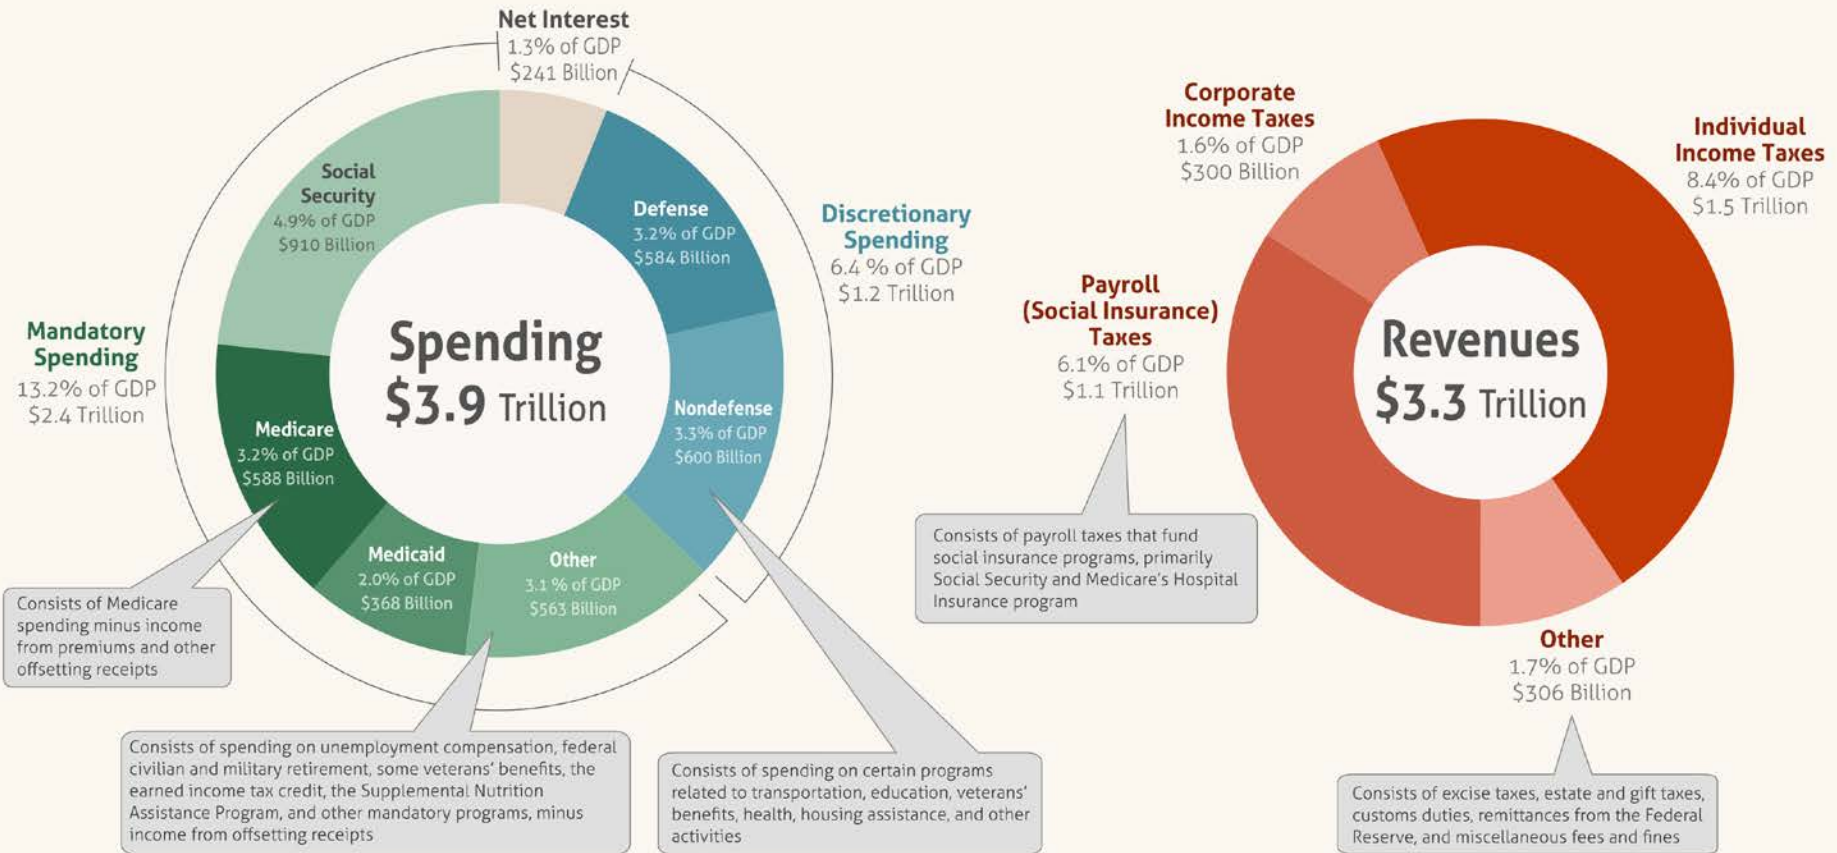 Net Interest
1.3% of GDP
$241 Billion
Social
Security
4.9% of GDP
$910 Billion
Defense
3.2% of GDP
$584 Billion
Discretionary
Spending
6.4 % of GDP
$1.2 Trillion
Mandatory
Spending
13.2% of GDP
$2.4 Trillion
Spending
$3.9 Trillion
Medicare
3.2% of GDP
$588 Billion
Nondefense
3.3% of GDP
$600 Billion
Medicaid
2.0% of GDP
$368 Billion
Other
3.1 % of GDP
$563 Billion
Consists of Medicare
spending minus income
from premiums and other
offsetting receipts
Consists of spending on unemployment compensation, federal
civilian and military retirement, some veterans' benefits, the
earned income tax credit, the Supplemental Nutrition
Assistance Program, and other mandatory programs, minus
income from offsetting receipts
Consists of spending on certain programs
related to transportation, education, veterans'
benefits, health, housing assistance, and other
activities
Corporate
Income Taxes
1.6% of GDP
$300 Billion
Individual
Income Taxes
8.4% of GDP
$1.5 Trillion
Payroll
(Social Insurance)
Taxes
6.1% of GDP
$1.1 Trillion
Revenues
$3.3 Trillion
Consists of payroll taxes that fund
social insurance programs, primarily
Social Security and Medicare's Hospital
Insurance program
Other
1.7% of GDP
$306 Billion
Consists of excise taxes, estate and gift taxes,
customs duties, remittances from the Federal
Reserve, and miscellaneous fees and fines